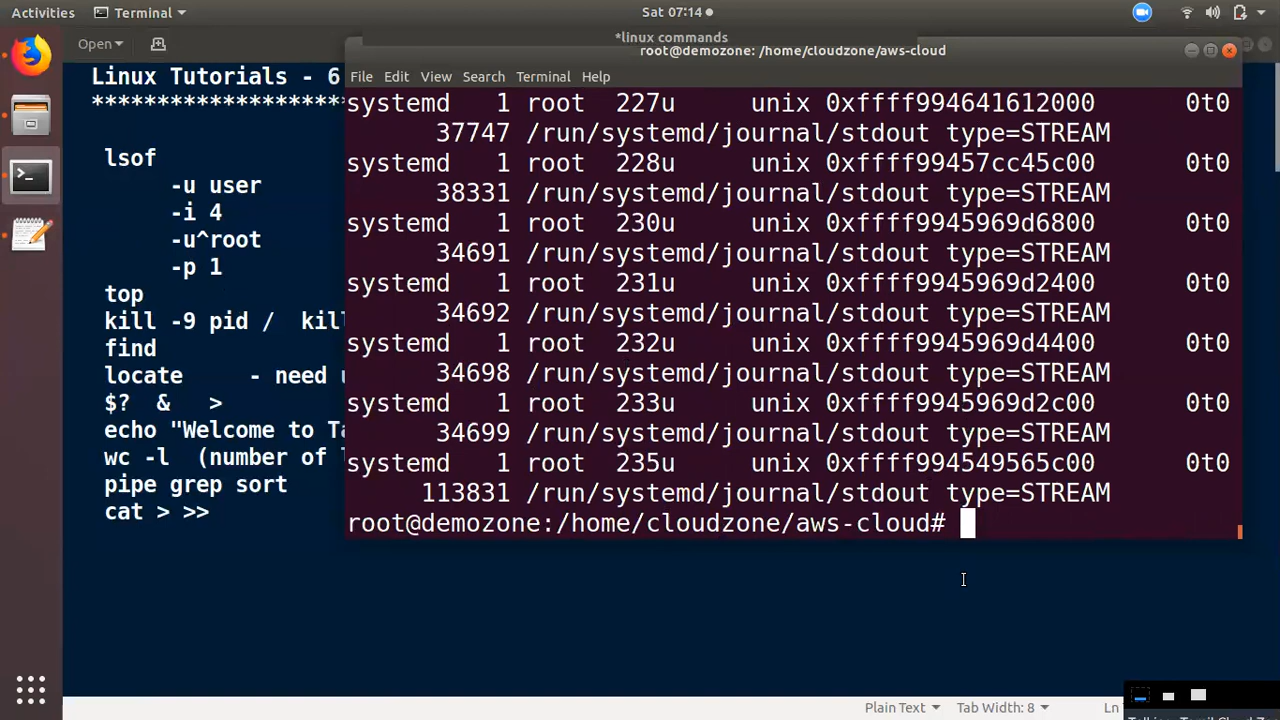 Activities
Terminal
Sat 07:14
Open
*linux commands
root@demozone: /home/cloudzone/aws-cloud
Linux Tutorials - 6
*******************
lsof
-u user
-i 4
-u^root
-p 1
top
kill -9 pid / kil
find
locate - need
$? & >
echo "Welcome to Ta
wc -l (number of
pipe grep sort
cat > >>
File Edit View Search Terminal Help
systemd 1 root 227u unix 0xffff994641612000 0t0
37747 /run/systemd/journal/stdout type=STREAM
systemd 1 root 228u unix 0xffff99457cc45c00 0t0
38331 /run/systemd/journal/stdout type=STREAM
systemd 1 root 230u unix 0xffff9945969d6800 0t0
34691 /run/systemd/journal/stdout type=STREAM
systemd 1 root 231u unix 0xffff9945969d2400 0t0
34692 /run/systemd/journal/stdout type=STREAM
systemd 1 root 232u unix 0xffff9945969d4400 0t0
34698 /run/systemd/journal/stdout type=STREAM
systemd 1 root 233u unix 0xffff9945969d2c00 0t0
34699 /run/systemd/journal/stdout type=STREAM
systemd 1 root 235u unix 0xffff994549565c00 0t0
113831 /run/systemd/journal/stdout type=STREAM
root@demozone:/home/cloudzone/aws-cloud#
Plain Text Tab Width: 8 Ln